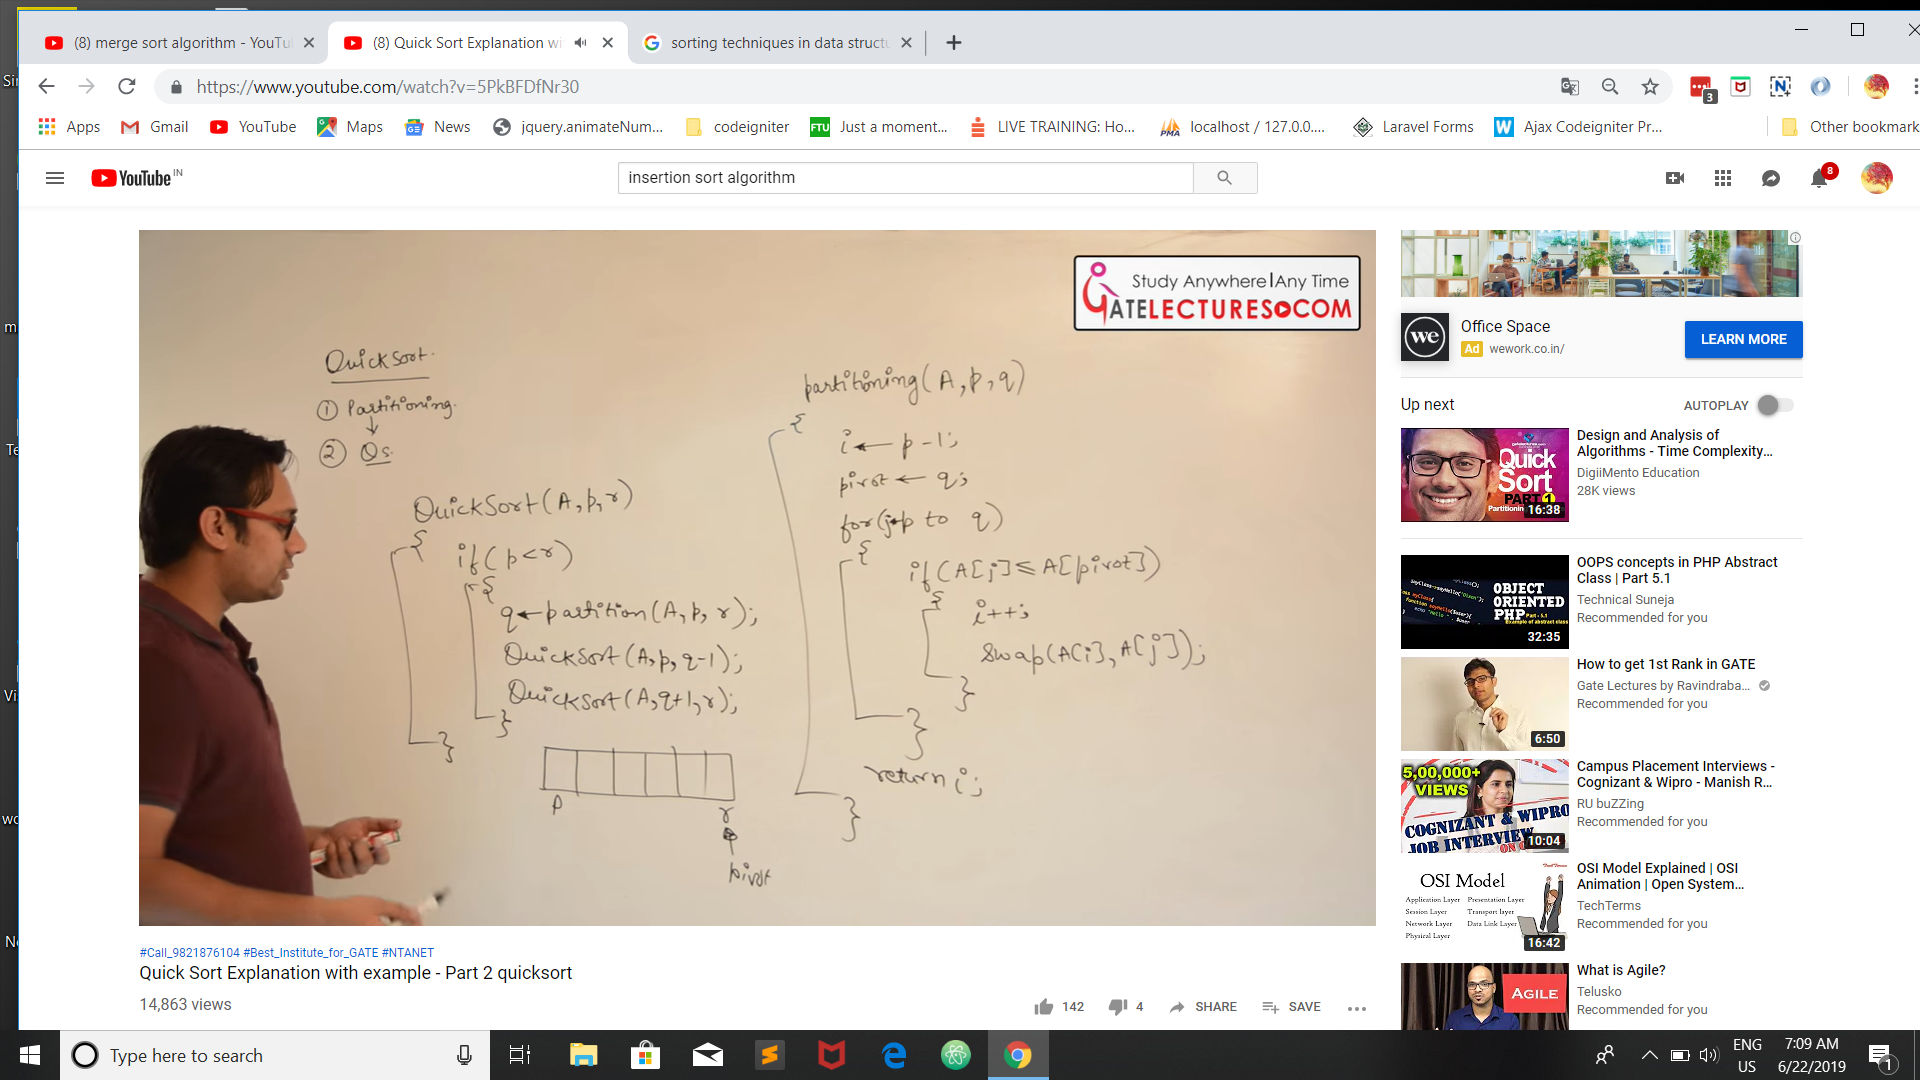 (8) merge sort algorithm - YouTu
(8) Quick Sort Explanation wi
sorting techniques in data struct
https://www.youtube.com/watch?v=5PkBFDfNr30
3
Apps
Gmail
YouTube
Maps
News
jquery.animateNum...
codeigniter
FTU
Just a moment...
LIVE TRAINING: Ho...
PMA
localhost / 127.0.0....
Laravel Forms
W
Ajax Codeigniter Pr...
Other bookmark
YouTube IN
insertion sort algorithm
8
Study Anywhere|Any Time
GATELECTURES.COM
QuickSort.
① Partitioning.
② Qs.
QuickSort(A,p,r)
{
if(p<r)
{
q←partition(A,p,r);
QuickSort(A,p,q-1);
QuickSort(A,q+1,r);
}
}
p
r
pivot
partitioning(A,p,q)
{
i← p-1;
pivot ← q;
for(j→p to q)
{
if(A[j]≤A[pivot])
{
i++;
Swap(A[i],A[j]);
}
}
return i;
}
#Call_9821876104 #Best_Institute_for_GATE #NTANET
Quick Sort Explanation with example - Part 2 quicksort
14,863 views
142
4
SHARE
SAVE
we
Office Space
Ad wework.co.in/
LEARN MORE
Up next
AUTOPLAY
Quick
Sort
PART 1
16:38
Design and Analysis of
Algorithms - Time Complexity...
DigiiMento Education
28K views
OBJECT
ORIENTED
PHP
32:35
OOPS concepts in PHP Abstract
Class | Part 5.1
Technical Suneja
Recommended for you
6:50
How to get 1st Rank in GATE
Gate Lectures by Ravindraba...
Recommended for you
5,00,000+
VIEWS
COGNIZANT & WIPRO
JOB INTERVIEW
10:04
Campus Placement Interviews -
Cognizant & Wipro - Manish R...
RU buZZing
Recommended for you
OSI Model
Application Layer
Presentation Layer
Session Layer
Transport layer
Network Layer
Data Link Layer
Physical Layer
16:42
OSI Model Explained | OSI
Animation | Open System...
TechTerms
Recommended for you
AGILE
What is Agile?
Telusko
Recommended for you
Type here to search
ENG
US
7:09 AM
6/22/2019
1